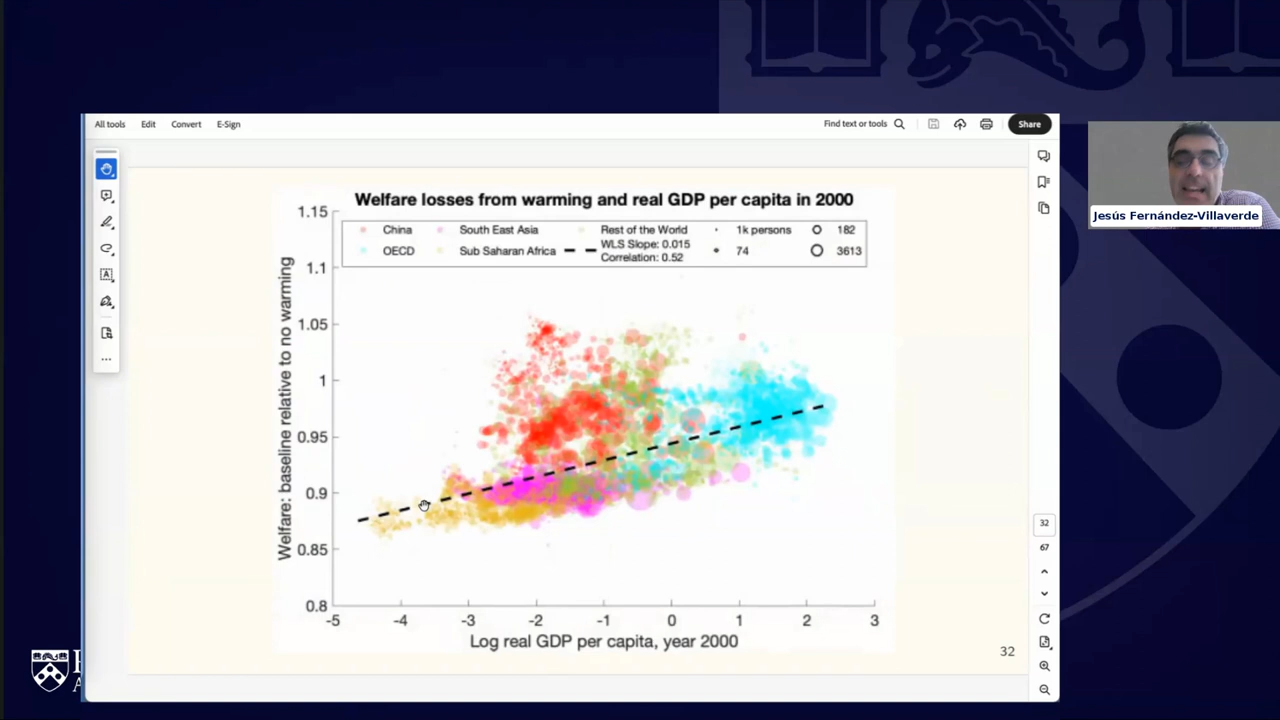 All tools Edit Convert E-Sign Find text or tools Share
Jesús Fernández-Villaverde
Welfare losses from warming and real GDP per capita in 2000
China South East Asia Rest of the World 1k persons 182
OECD Sub Saharan Africa WLS Slope: 0.015 74 3613
Correlation: 0.52
Welfare: baseline relative to no warming
1.15
1.1
1.05
1
0.95
0.9
0.85
0.8
-5 -4 -3 -2 -1 0 1 2 3
Log real GDP per capita, year 2000
32
32
67